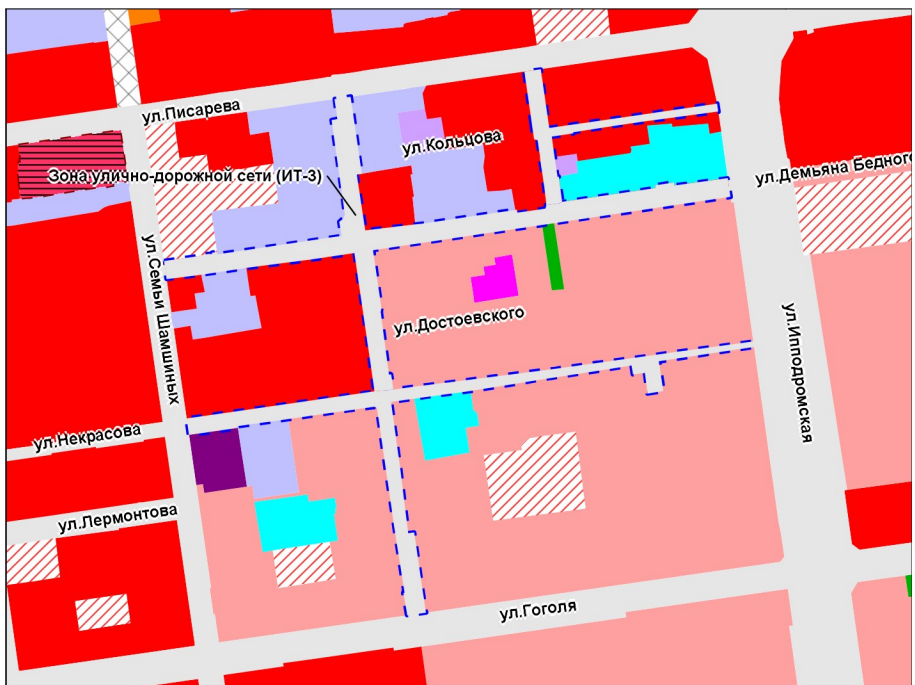 ул.Писарева
ул.Кольцова
Зона улично-дорожной сети (ИТ-3)
ул.Демьяна Бедного
ул.Семьи Шамшиных
ул.Достоевского
ул.Ипподромская
ул.Некрасова
ул.Лермонтова
ул.Гоголя